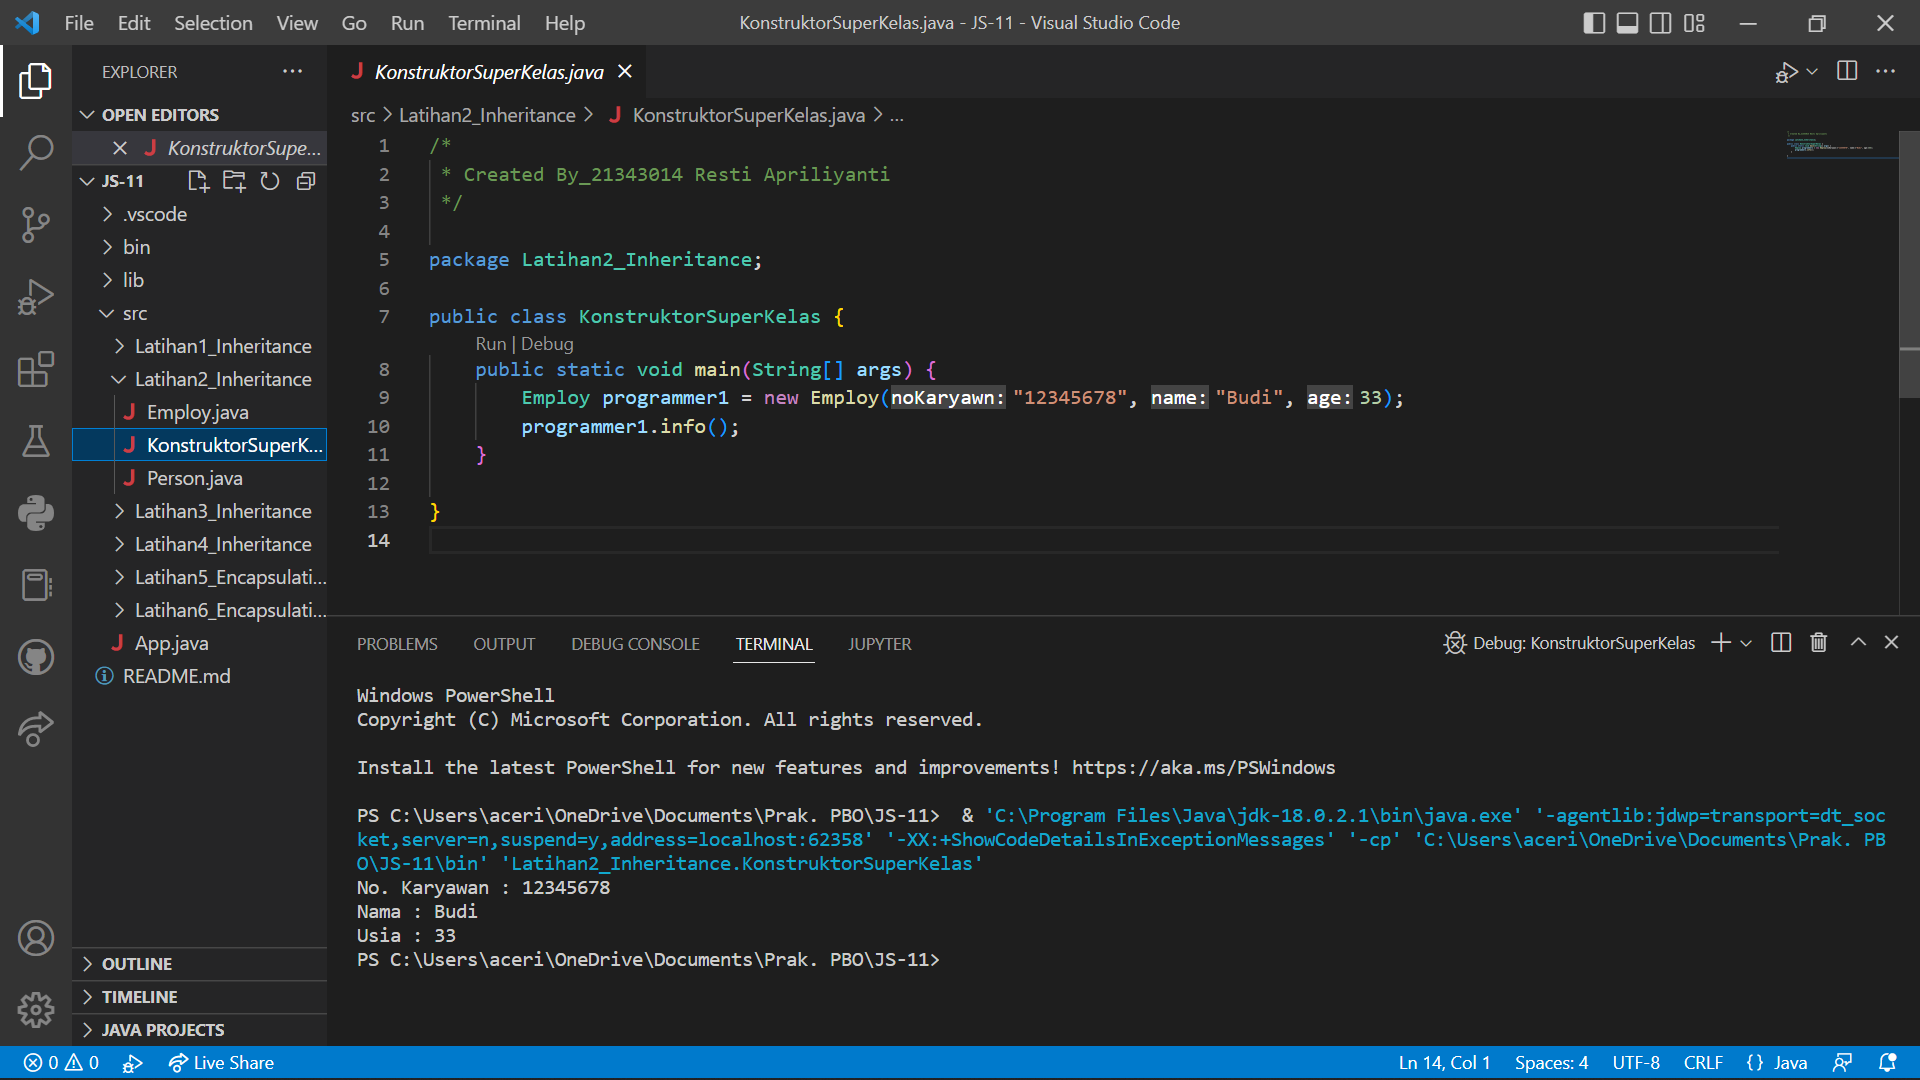 File Edit Selection View Go Run Terminal Help
KonstruktorSuperKelas.java - JS-11 - Visual Studio Code
EXPLORER
OPEN EDITORS
KonstruktorSupe...
JS-11
.vscode
bin
lib
src
Latihan1_Inheritance
Latihan2_Inheritance
Employ.java
KonstruktorSuperK...
Person.java
Latihan3_Inheritance
Latihan4_Inheritance
Latihan5_Encapsulati...
Latihan6_Encapsulati...
App.java
README.md
OUTLINE
TIMELINE
JAVA PROJECTS
KonstruktorSuperKelas.java
src > Latihan2_Inheritance > KonstruktorSuperKelas.java > ...
1 /*
2 * Created By_21343014 Resti Apriliyanti
3 */
4
5 package Latihan2_Inheritance;
6
7 public class KonstruktorSuperKelas {
Run | Debug
8 public static void main(String[] args) {
9 Employ programmer1 = new Employ(noKaryawn: "12345678", name: "Budi", age: 33);
10 programmer1.info();
11 }
12
13 }
14
PROBLEMS OUTPUT DEBUG CONSOLE TERMINAL JUPYTER
Debug: KonstruktorSuperKelas
Windows PowerShell
Copyright (C) Microsoft Corporation. All rights reserved.
Install the latest PowerShell for new features and improvements! https://aka.ms/PSWindows
PS C:\Users\aceri\OneDrive\Documents\Prak. PBO\JS-11> & 'C:\Program Files\Java\jdk-18.0.2.1\bin\java.exe' '-agentlib:jdwp=transport=dt_soc
ket,server=n,suspend=y,address=localhost:62358' '-XX:+ShowCodeDetailsInExceptionMessages' '-cp' 'C:\Users\aceri\OneDrive\Documents\Prak. PB
O\JS-11\bin' 'Latihan2_Inheritance.KonstruktorSuperKelas'
No. Karyawan : 12345678
Nama : Budi
Usia : 33
PS C:\Users\aceri\OneDrive\Documents\Prak. PBO\JS-11>
0 0 Live Share
Ln 14, Col 1 Spaces: 4 UTF-8 CRLF {} Java